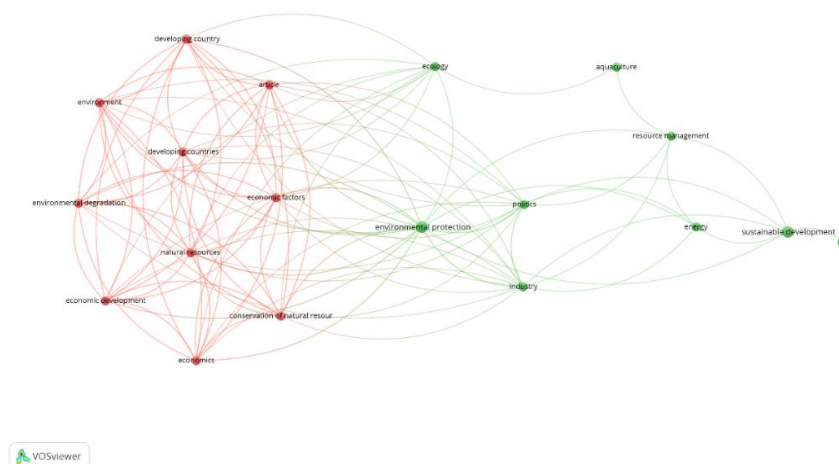 developing country
ecology
aquaculture
article
environment
resource management
developing countries
economic factors
environmental degradation
politics
environmental protection
energy
sustainable development
natural resources
industry
economic development
conservation of natural resour
economics
VOSviewer